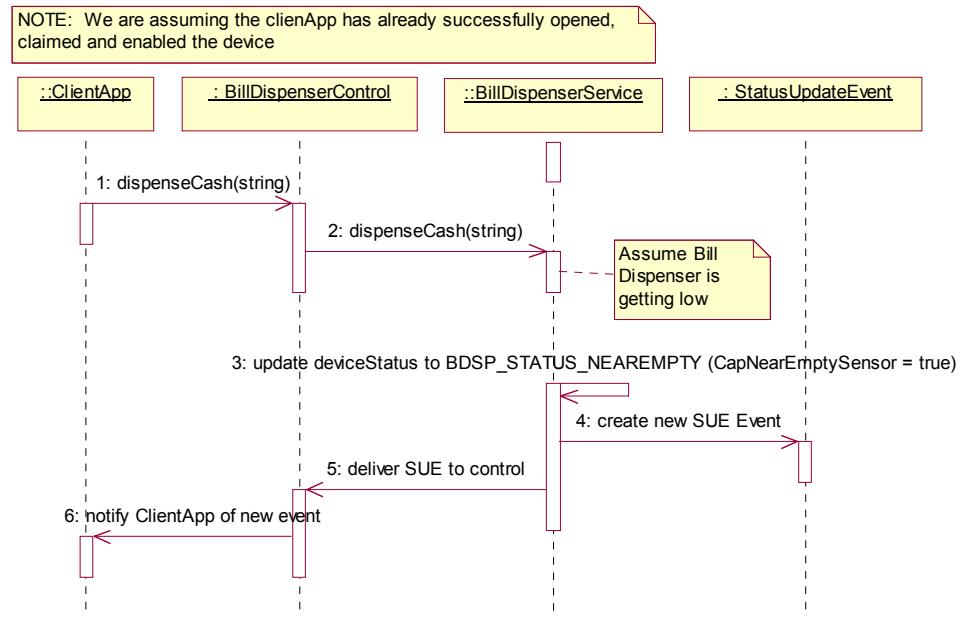 NOTE:  We are assuming the clienApp has already successfully opened,
claimed and enabled the device
::ClientApp
: BillDispenserControl
::BillDispenserService
: StatusUpdateEvent
1: dispenseCash(string)
2: dispenseCash(string)
Assume Bill
Dispenser is
getting low
3: update deviceStatus to BDSP_STATUS_NEAREMPTY (CapNearEmptySensor = true)
4: create new SUE Event
5: deliver SUE to control
6: notify ClientApp of new event